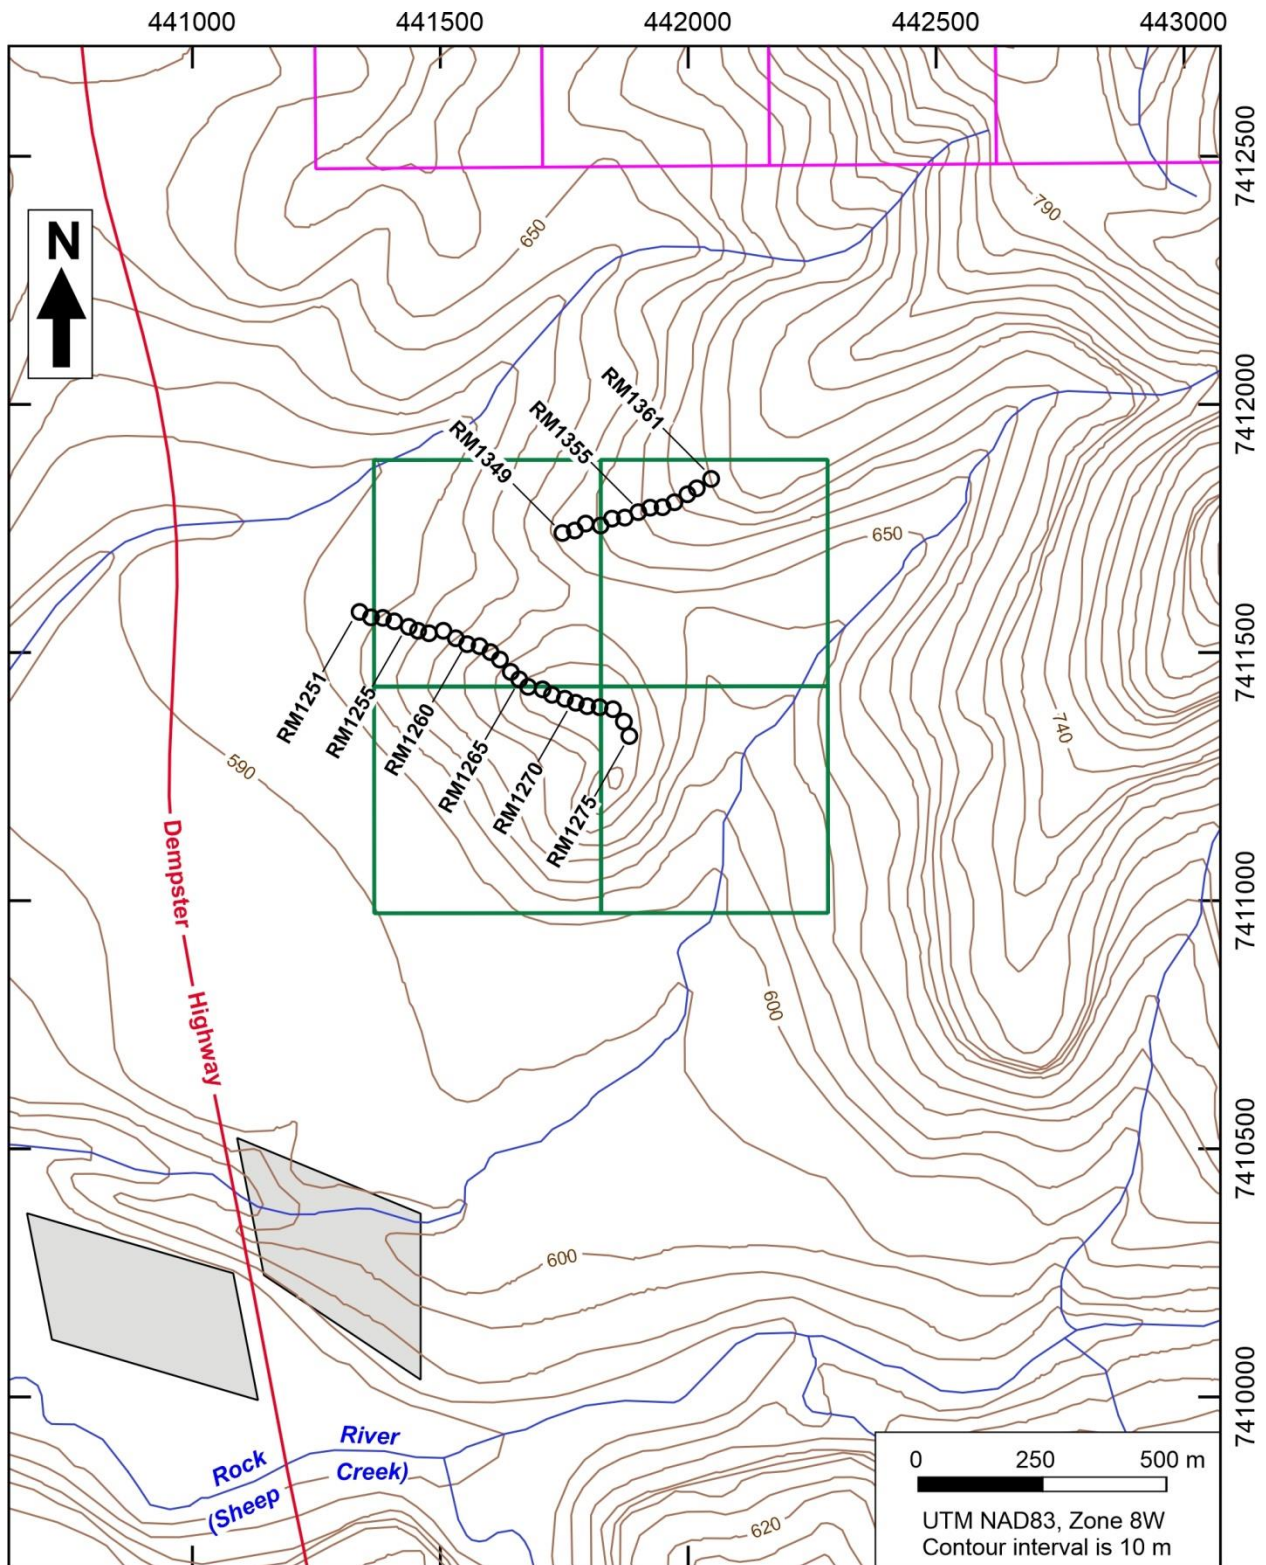 441000 441500 442000 442500 443000
7412500
790
650
N
7412000
RM1361
RM1355
RM1349
650
7411500
RM1251
RM1255
RM1260
RM1265
RM1270
RM1275
740
590
Dempster
7411000
600
Highway
7410500
600
7410000
River
Rock
Creek)
(Sheep
0 250 500 m
620
UTM NAD83, Zone 8W
Contour interval is 10 m